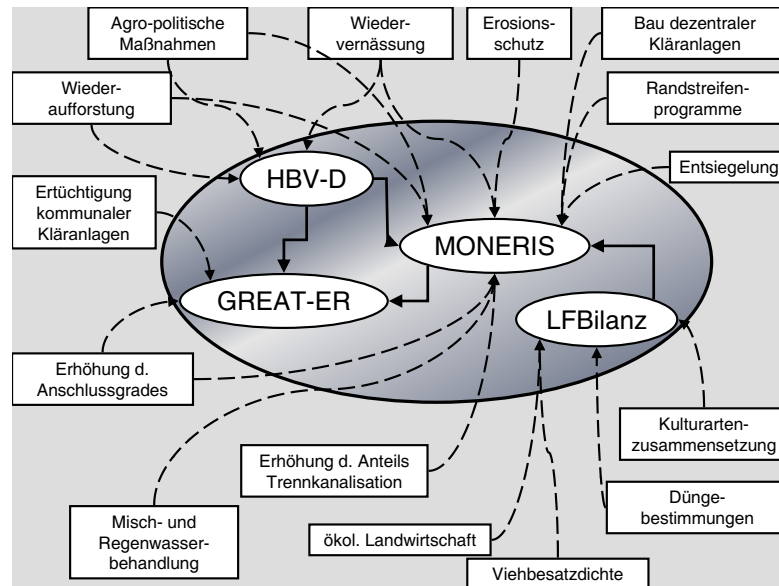 Agro-politische
Maßnahmen
Wieder-
vernässung
Erosions-
schutz
Bau dezentraler
Kläranlagen
Wieder-
aufforstung
Randstreifen-
programme
HBV-D
Entsiegelung
Ertüchtigung
kommunaler
Kläranlagen
MONERIS
GREAT-ER
LFBilanz
Erhöhung d.
Anschlussgrades
Kulturarten-
zusammensetzung
Erhöhung d. Anteils
Trennkanalisation
Misch- und
Regenwasser-
behandlung
Dünge-
bestimmungen
ökol. Landwirtschaft
Viehbesatzdichte